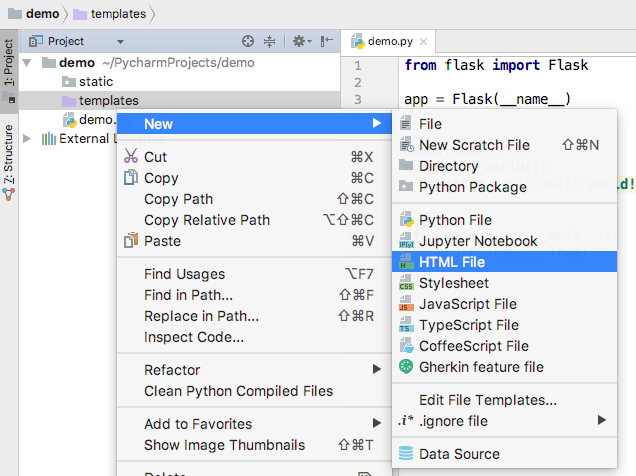 demo templates
Project
demo.py
1: Project
7: Structure
demo ~/PycharmProjects/demo
static
templates
demo.
External L
1 from flask import Flask
2
3 app = Flask(__name__)
New
Cut ⌘X
Copy ⌘C
Copy Path ⇧⌘C
Copy Relative Path ⌥⇧⌘C
Paste ⌘V
Find Usages ⌥F7
Find in Path... ⇧⌘F
Replace in Path... ⇧⌘R
Inspect Code...
Refactor
Clean Python Compiled Files
Add to Favorites
Show Image Thumbnails ⇧⌘T
Delete
File
New Scratch File ⇧⌘N
Directory
Python Package
Python File
Jupyter Notebook
HTML File
Stylesheet
JavaScript File
TypeScript File
CoffeeScript File
Gherkin feature file
Edit File Templates...
.i* .ignore file
Data Source